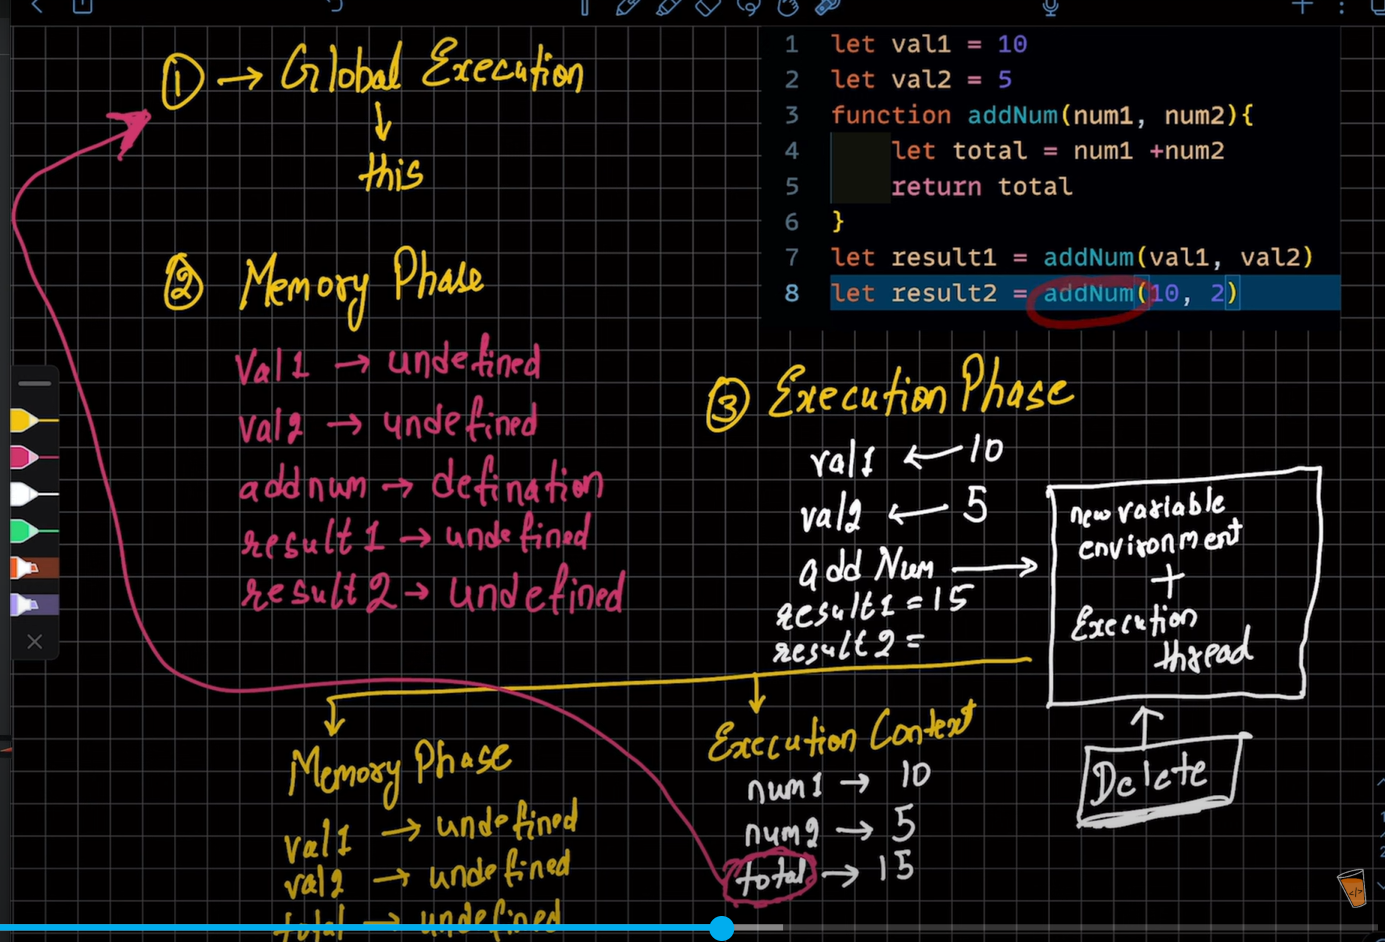 ① → Global Execution
↓
this
② Memory Phase
val1 → undefined
val2 → undefined
addnum → defination
result1 → undefined
result2 → undefined
1 let val1 = 10
2 let val2 = 5
3 function addNum(num1, num2){
4 let total = num1 +num2
5 return total
6 }
7 let result1 = addNum(val1, val2)
8 let result2 = addNum(10, 2)
③ Execution Phase
val1 ← 10
val2 ← 5
add Num →
result1 = 15
result2 =
new variable
environment
+
Execution
thread
Delete
Memory Phase
val1 → undefined
val2 → undefined
total → undefined
Execution Context
num1 → 10
num2 → 5
total → 15